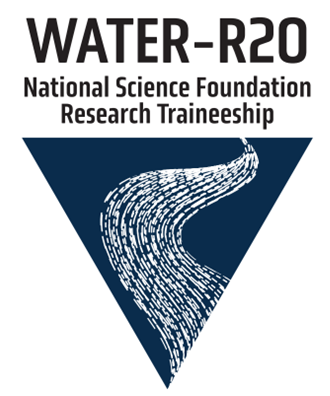 WATER-R2O
National Science Foundation
Research Traineeship